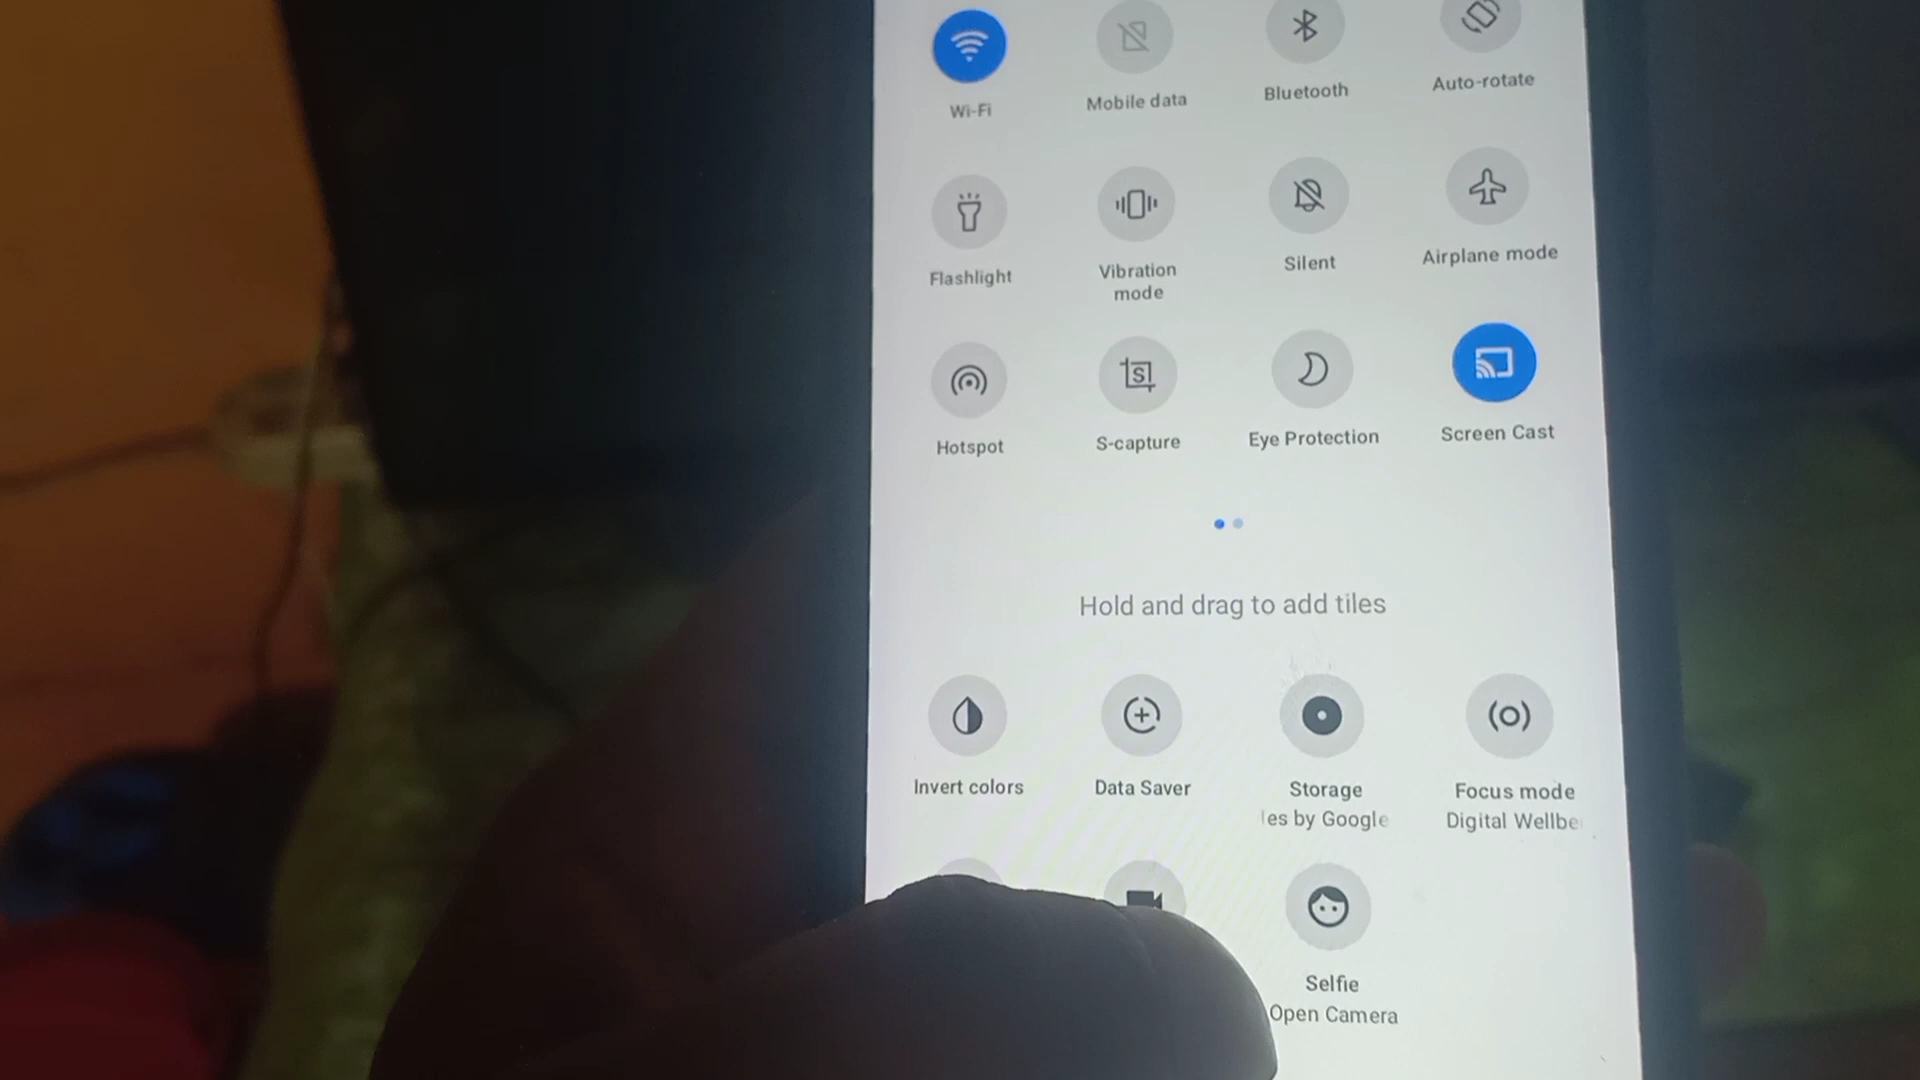 Wi-Fi
Mobile data
Bluetooth
Auto-rotate
Flashlight
Vibration
mode
Silent
Airplane mode
Hotspot
S-capture
Eye Protection
Screen Cast
Hold and drag to add tiles
Invert colors
Data Saver
Storage
les by Google
Focus mode
Digital Wellbe
Selfie
Open Camera